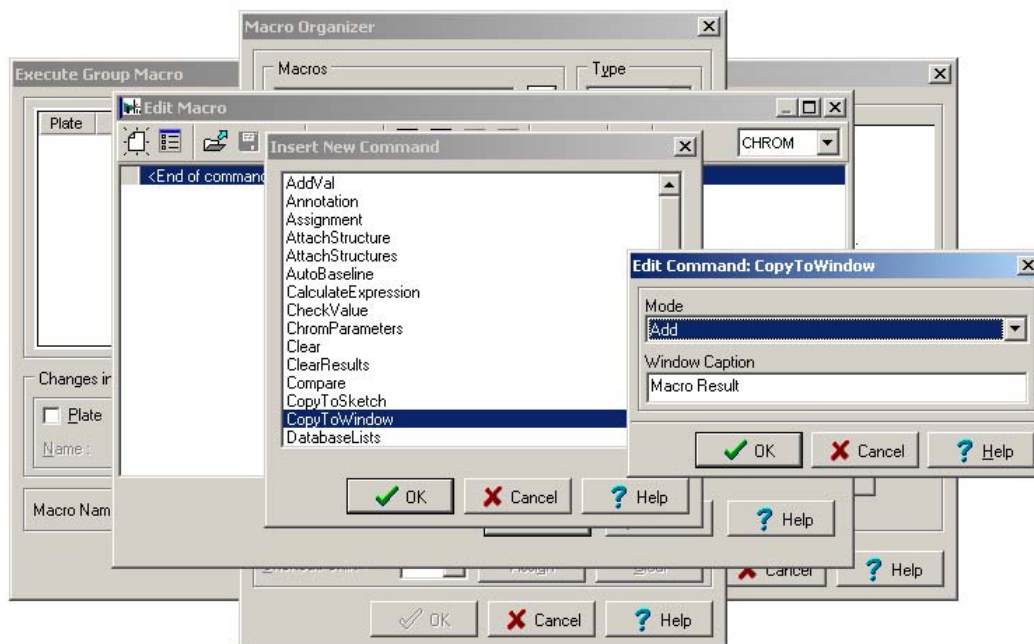 Macro Organizer
Macros
Type
Execute Group Macro
Plate
Edit Macro
CHROM
<End of command
Insert New Command
AddVal
Annotation
Assignment
AttachStructure
AttachStructures
AutoBaseline
CalculateExpression
CheckValue
ChromParameters
Clear
ClearResults
Compare
CopyToSketch
CopyToWindow
DatabaseLists
OK
Cancel
Help
Edit Command: CopyToWindow
Mode
Add
Window Caption
Macro Result
OK
Cancel
Help
Changes in
Plate
Name :
Macro Nam
Help
Cancel
Help
OK
Cancel
Help